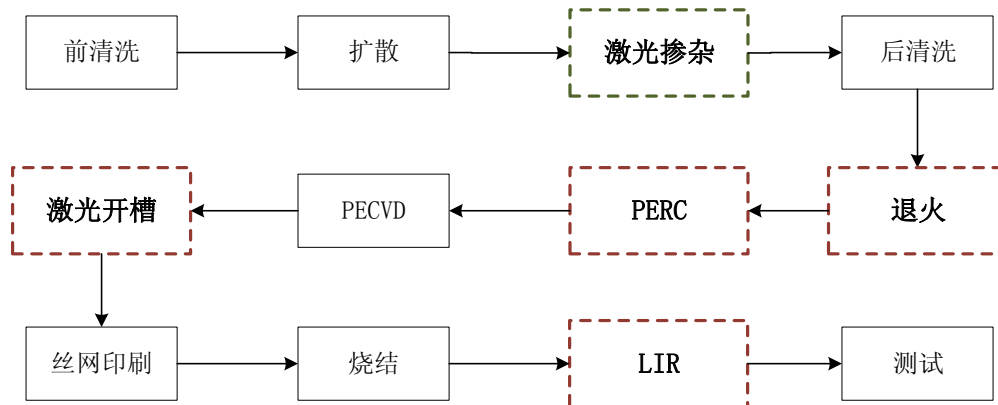 前清洗
扩散
激光掺杂
后清洗
激光开槽
PECVD
PERC
退火
丝网印刷
烧结
LIR
测试